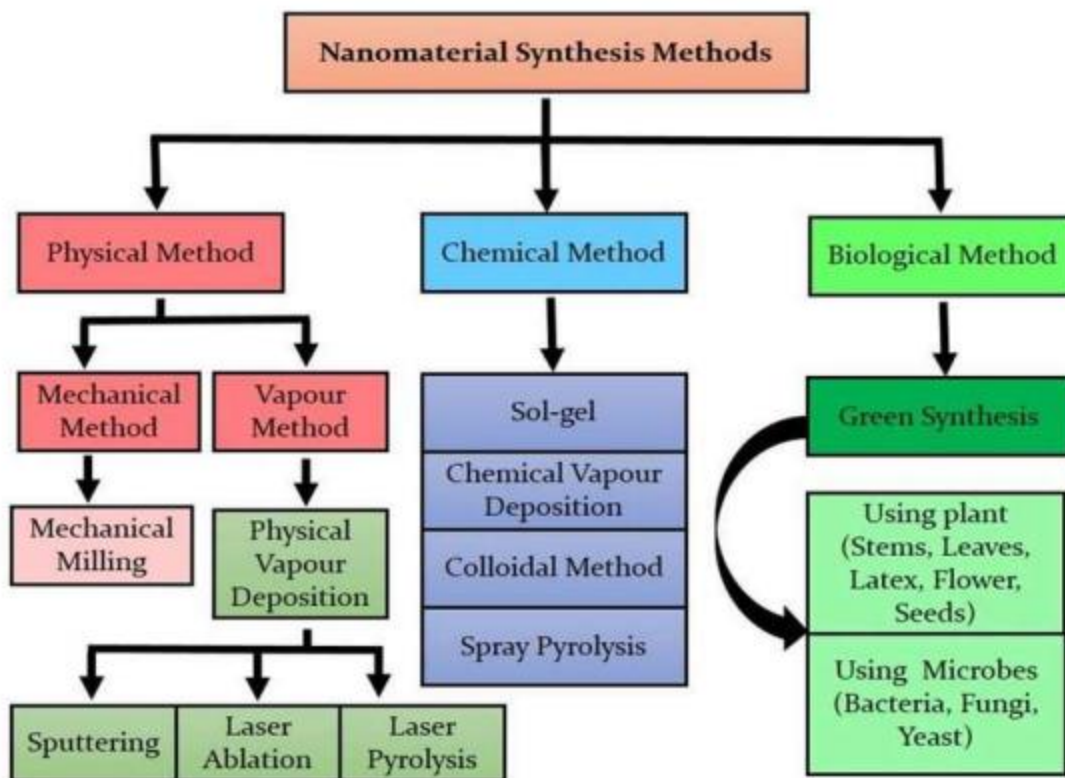 Nanomaterial Synthesis Methods
Physical Method
Chemical Method
Biological Method
Mechanical
Method
Vapour
Method
Sol-gel
Chemical Vapour
Deposition
Colloidal Method
Spray Pyrolysis
Green Synthesis
Mechanical
Milling
Physical
Vapour
Deposition
Using plant
(Stems, Leaves,
Latex, Flower,
Seeds)
Using Microbes
(Bacteria, Fungi,
Yeast)
Sputtering
Laser
Ablation
Laser
Pyrolysis